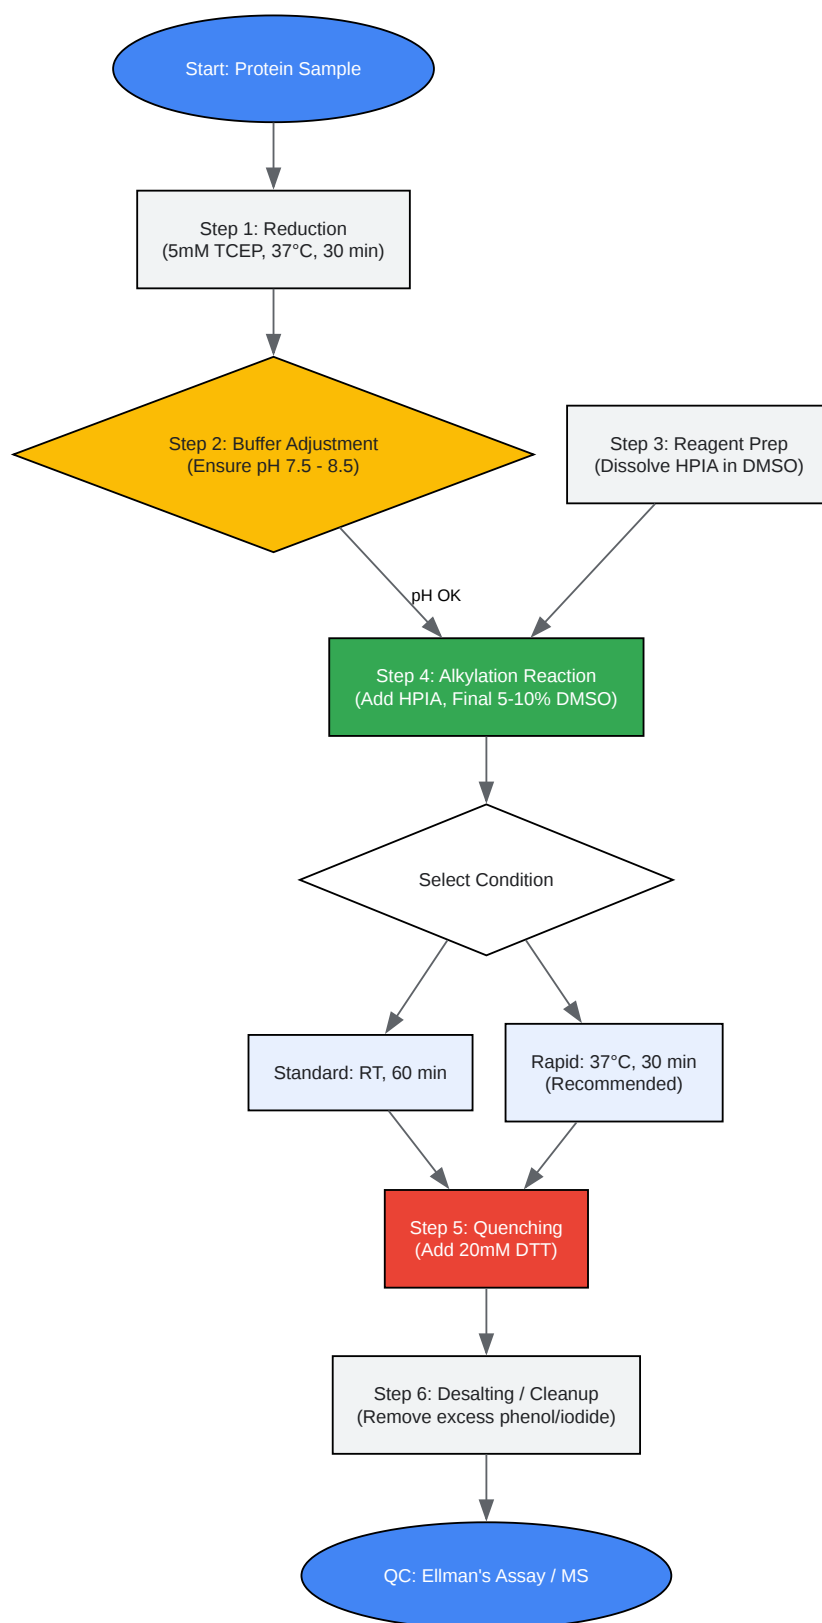 Start: Protein Sample
Step 1: Reduction
(5mM TCEP, 37°C, 30 min)
Step 2: Buffer Adjustment
(Ensure pH 7.5 - 8.5)
Step 3: Reagent Prep
(Dissolve HPIA in DMSO)
pH OK
Step 4: Alkylation Reaction
(Add HPIA, Final 5-10% DMSO)
Select Condition
Standard: RT, 60 min
Rapid: 37°C, 30 min
(Recommended)
Step 5: Quenching
(Add 20mM DTT)
Step 6: Desalting / Cleanup
(Remove excess phenol/iodide)
QC: Ellman's Assay / MS